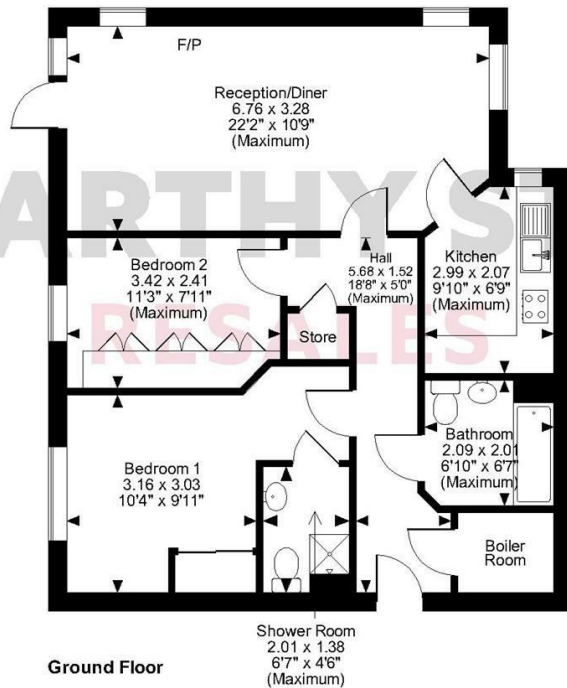 F/P
Reception/Diner
6.76 x 3.28
22'2" x 10'9"
(Maximum)
ARTHY S
RESALES
Bedroom 2
3.42 x 2.41
11'3" x 7'11"
(Maximum)
Hall
5.68 x 1.52
18'8" x 5'0"
(Maximum)
Kitchen
2.99 x 2.07
9'10" x 6'9"
(Maximum)
Store
Bedroom 1
3.16 x 3.03
10'4" x 9'11"
Bathroom
2.09 x 2.01
6'10" x 6'7"
(Maximum)
Boiler
Room
Shower Room
2.01 x 1.38
6'7" x 4'6"
(Maximum)
Ground Floor